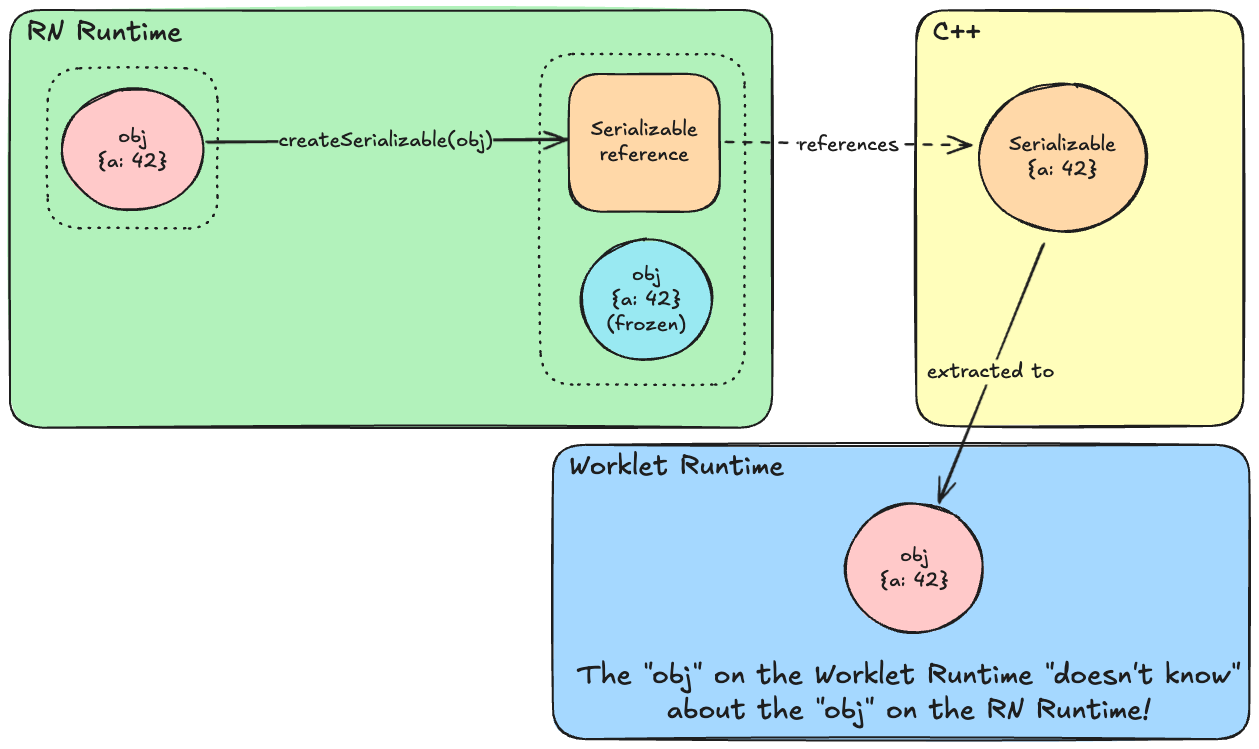 RN Runtime
obj
{a: 42}
createSerializable(obj)
Serializable
reference
obj
{a: 42}
(frozen)
references
C++
Serializable
{a: 42}
extracted to
Worklet Runtime
obj
{a: 42}
The "obj" on the Worklet Runtime "doesn't know"
about the "obj" on the RN Runtime!